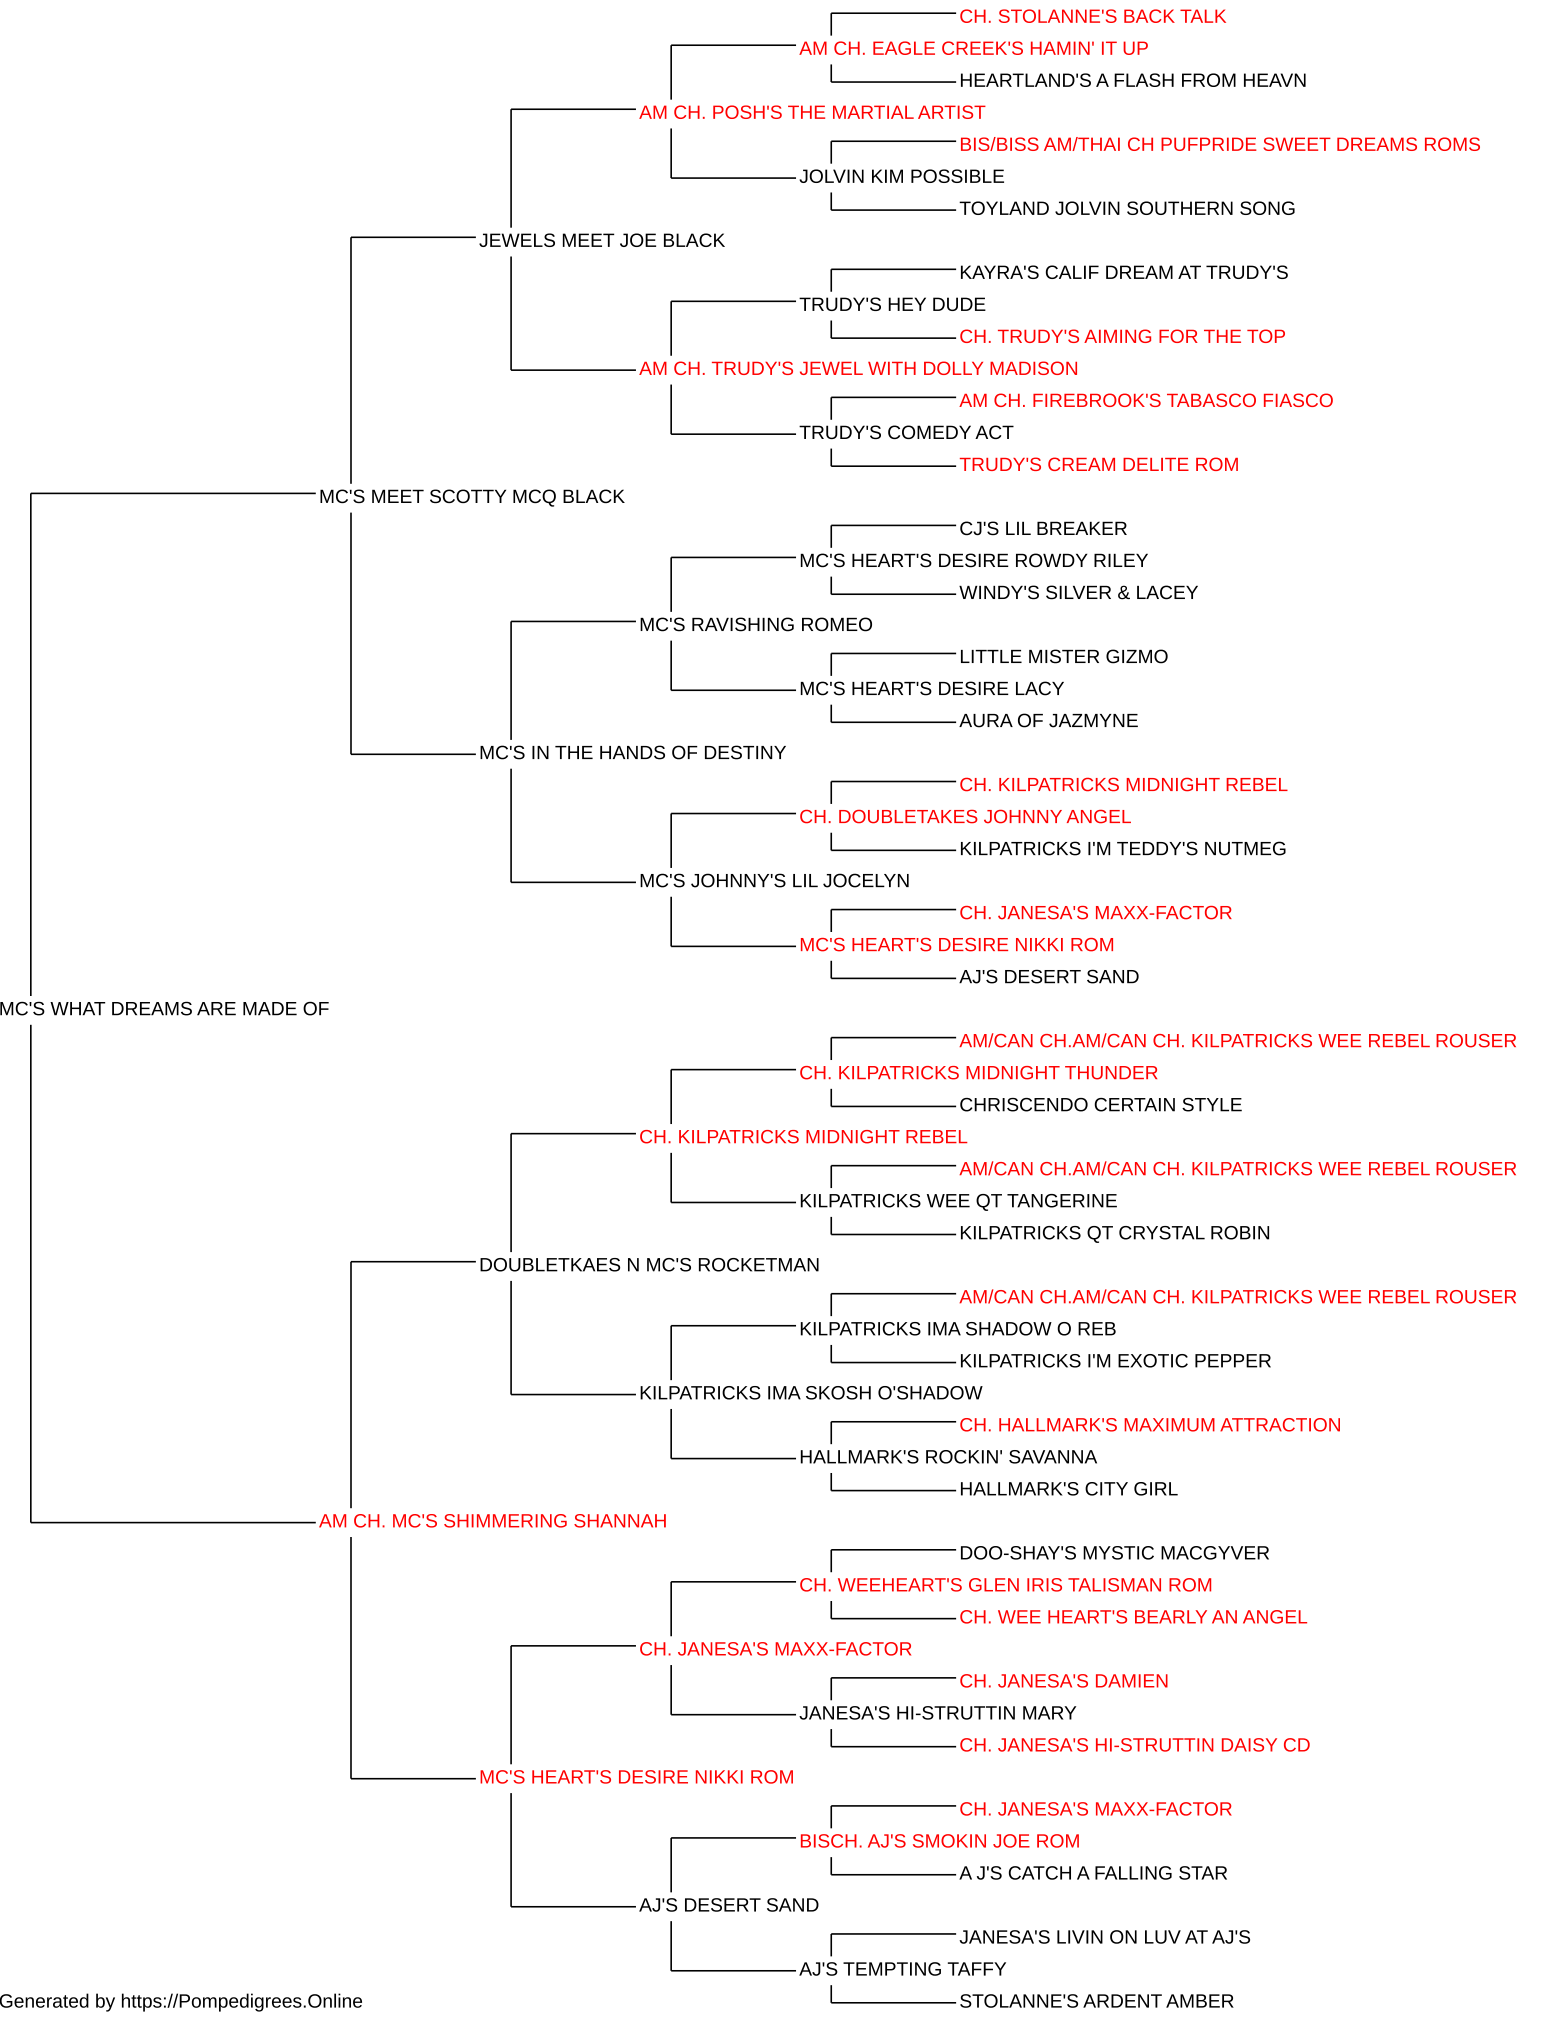 CH. STOLANNE'S BACK TALK
AM CH. EAGLE CREEK'S HAMIN' IT UP
HEARTLAND'S A FLASH FROM HEAVN
AM CH. POSH'S THE MARTIAL ARTIST
BIS/BISS AM/THAI CH PUFPRIDE SWEET DREAMS ROMS
JOLVIN KIM POSSIBLE
TOYLAND JOLVIN SOUTHERN SONG
JEWELS MEET JOE BLACK
KAYRA'S CALIF DREAM AT TRUDY'S
TRUDY'S HEY DUDE
CH. TRUDY'S AIMING FOR THE TOP
AM CH. TRUDY'S JEWEL WITH DOLLY MADISON
AM CH. FIREBROOK'S TABASCO FIASCO
TRUDY'S COMEDY ACT
TRUDY'S CREAM DELITE ROM
MC'S MEET SCOTTY MCQ BLACK
CJ'S LIL BREAKER
MC'S HEART'S DESIRE ROWDY RILEY
WINDY'S SILVER & LACEY
MC'S RAVISHING ROMEO
LITTLE MISTER GIZMO
MC'S HEART'S DESIRE LACY
AURA OF JAZMYNE
MC'S IN THE HANDS OF DESTINY
CH. KILPATRICKS MIDNIGHT REBEL
CH. DOUBLETAKES JOHNNY ANGEL
KILPATRICKS I'M TEDDY'S NUTMEG
MC'S JOHNNY'S LIL JOCELYN
CH. JANESA'S MAXX-FACTOR
MC'S HEART'S DESIRE NIKKI ROM
AJ'S DESERT SAND
MC'S WHAT DREAMS ARE MADE OF
AM/CAN CH.AM/CAN CH. KILPATRICKS WEE REBEL ROUSER
CH. KILPATRICKS MIDNIGHT THUNDER
CHRISCENDO CERTAIN STYLE
CH. KILPATRICKS MIDNIGHT REBEL
AM/CAN CH.AM/CAN CH. KILPATRICKS WEE REBEL ROUSER
KILPATRICKS WEE QT TANGERINE
KILPATRICKS QT CRYSTAL ROBIN
DOUBLETKAES N MC'S ROCKETMAN
AM/CAN CH.AM/CAN CH. KILPATRICKS WEE REBEL ROUSER
KILPATRICKS IMA SHADOW O REB
KILPATRICKS I'M EXOTIC PEPPER
KILPATRICKS IMA SKOSH O'SHADOW
CH. HALLMARK'S MAXIMUM ATTRACTION
HALLMARK'S ROCKIN' SAVANNA
HALLMARK'S CITY GIRL
AM CH. MC'S SHIMMERING SHANNAH
DOO-SHAY'S MYSTIC MACGYVER
CH. WEEHEART'S GLEN IRIS TALISMAN ROM
CH. WEE HEART'S BEARLY AN ANGEL
CH. JANESA'S MAXX-FACTOR
CH. JANESA'S DAMIEN
JANESA'S HI-STRUTTIN MARY
CH. JANESA'S HI-STRUTTIN DAISY CD
MC'S HEART'S DESIRE NIKKI ROM
CH. JANESA'S MAXX-FACTOR
BISCH. AJ'S SMOKIN JOE ROM
A J'S CATCH A FALLING STAR
AJ'S DESERT SAND
JANESA'S LIVIN ON LUV AT AJ'S
AJ'S TEMPTING TAFFY
STOLANNE'S ARDENT AMBER
Generated by https://Pompedigrees.Online